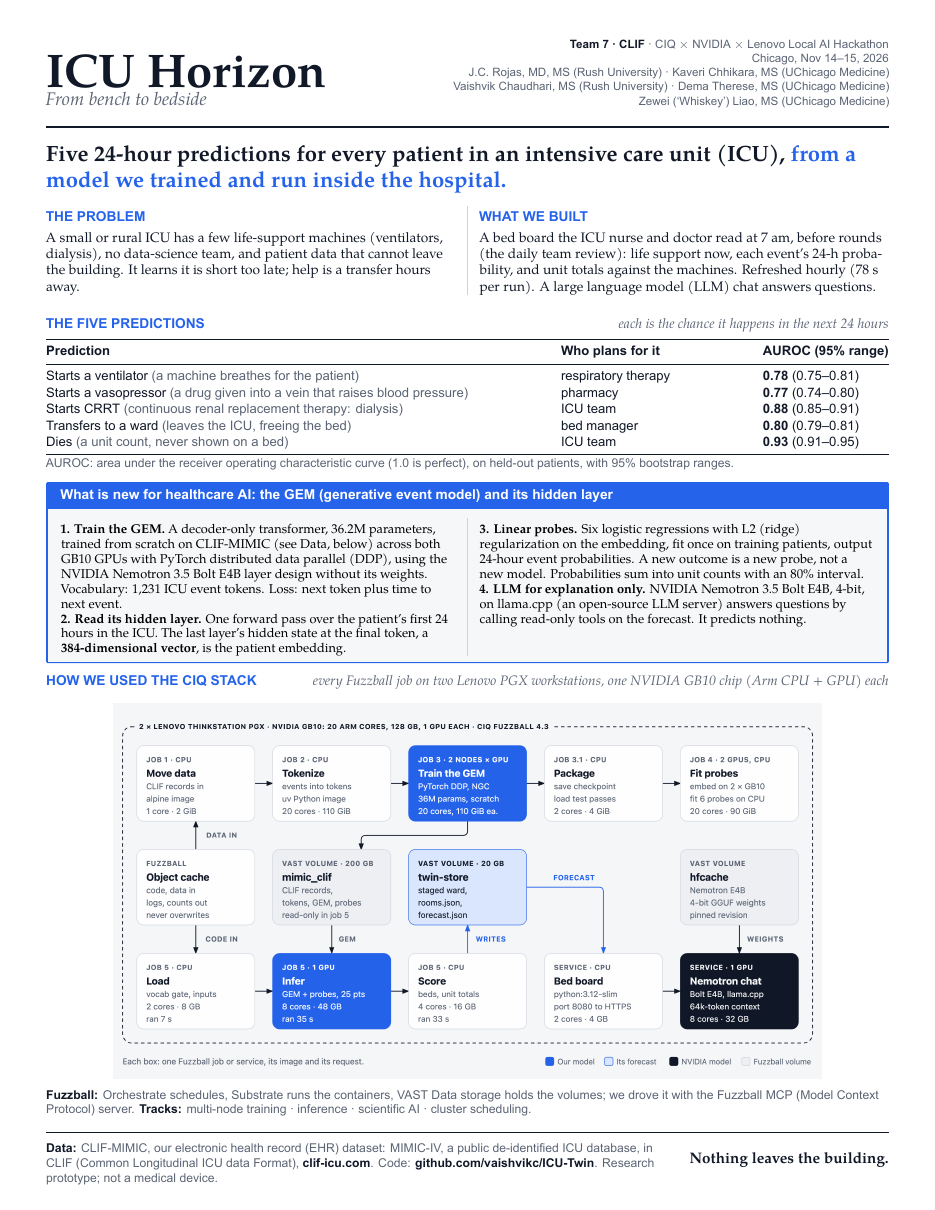 ICU Horizon
From bench to bedside
Team 7 · CLIF · CIQ × NVIDIA × Lenovo Local AI Hackathon
Chicago, Nov 14–15, 2026
J.C. Rojas, MD, MS (Rush University) · Kaveri Chhikara, MS (UChicago Medicine)
Vaishvik Chaudhari, MS (Rush University) · Dema Therese, MS (UChicago Medicine)
Zewei (‘Whiskey’) Liao, MS (UChicago Medicine)
Five 24-hour predictions for every patient in an intensive care unit (ICU), from a
model we trained and run inside the hospital.
THE PROBLEM
A small or rural ICU has a few life-support machines (ventilators,
dialysis), no data-science team, and patient data that cannot leave
the building. It learns it is short too late; help is a transfer hours
away.
WHAT WE BUILT
A bed board the ICU nurse and doctor read at 7 am, before rounds
(the daily team review): life support now, each event’s 24-h proba-
bility, and unit totals against the machines. Refreshed hourly (78 s
per run). A large language model (LLM) chat answers questions.
THE FIVE PREDICTIONS
each is the chance it happens in the next 24 hours
Prediction Who plans for it AUROC (95% range)
Starts a ventilator (a machine breathes for the patient) respiratory therapy 0.78 (0.75–0.81)
Starts a vasopressor (a drug given into a vein that raises blood pressure) pharmacy 0.77 (0.74–0.80)
Starts CRRT (continuous renal replacement therapy: dialysis) ICU team 0.88 (0.85–0.91)
Transfers to a ward (leaves the ICU, freeing the bed) bed manager 0.80 (0.79–0.81)
Dies (a unit count, never shown on a bed) ICU team 0.93 (0.91–0.95)
AUROC: area under the receiver operating characteristic curve (1.0 is perfect), on held-out patients, with 95% bootstrap ranges.
What is new for healthcare AI: the GEM (generative event model) and its hidden layer
1. Train the GEM. A decoder-only transformer, 36.2M parameters,
trained from scratch on CLIF-MIMIC (see Data, below) across both
GB10 GPUs with PyTorch distributed data parallel (DDP), using the
NVIDIA Nemotron 3.5 Bolt E4B layer design without its weights.
Vocabulary: 1,231 ICU event tokens. Loss: next token plus time to
next event.
2. Read its hidden layer. One forward pass over the patient’s first 24
hours in the ICU. The last layer’s hidden state at the final token, a
384-dimensional vector, is the patient embedding.
3. Linear probes. Six logistic regressions with L2 (ridge)
regularization on the embedding, fit once on training patients, output
24-hour event probabilities. A new outcome is a new probe, not a
new model. Probabilities sum into unit counts with an 80% interval.
4. LLM for explanation only. NVIDIA Nemotron 3.5 Bolt E4B, 4-bit,
on llama.cpp (an open-source LLM server) answers questions by
calling read-only tools on the forecast. It predicts nothing.
HOW WE USED THE CIQ STACK
every Fuzzball job on two Lenovo PGX workstations, one NVIDIA GB10 chip (Arm CPU + GPU) each
2 × LENOVO THINKSTATION PGX · NVIDIA GB10: 20 ARM CORES, 128 GB, 1 GPU EACH · CIQ FUZZBALL 4.3
JOB 1 · CPU
Move data
CLIF records in
alpine image
1 core · 2 GiB
JOB 2 · CPU
Tokenize
events into tokens
uv Python image
20 cores · 110 GiB
JOB 3 · 2 NODES × GPU
Train the GEM
PyTorch DDP, NGC
36M params, scratch
20 cores, 110 GiB ea.
JOB 3.1 · CPU
Package
save checkpoint
load test passes
2 cores · 4 GiB
JOB 4 · 2 GPUS, CPU
Fit probes
embed on 2 × GB10
fit 6 probes on CPU
20 cores · 90 GiB
DATA IN
FUZZBALL
Object cache
code, data in
logs, counts out
never overwrites
VAST VOLUME · 200 GB
mimic_clif
CLIF records,
tokens, GEM, probes
read-only in job 5
VAST VOLUME · 20 GB
twin-store
staged ward,
rooms.json,
forecast.json
FORECAST
VAST VOLUME
hfcache
Nemotron E4B
4-bit GGUF weights
pinned revision
CODE IN
GEM
WRITES
WEIGHTS
JOB 5 · CPU
Load
vocab gate, inputs
2 cores · 8 GB
ran 7 s
JOB 5 · 1 GPU
Infer
GEM + probes, 25 pts
8 cores · 48 GB
ran 35 s
JOB 5 · CPU
Score
beds, unit totals
4 cores · 16 GB
ran 33 s
SERVICE · CPU
Bed board
python:3.12-slim
port 8080 to HTTPS
2 cores · 4 GB
SERVICE · 1 GPU
Nemotron chat
Bolt E4B, llama.cpp
64k-token context
8 cores · 32 GB
Each box: one Fuzzball job or service, its image and its request.
Our model Its forecast NVIDIA model Fuzzball volume
Fuzzball: Orchestrate schedules, Substrate runs the containers, VAST Data storage holds the volumes; we drove it with the Fuzzball MCP (Model Context
Protocol) server. Tracks: multi-node training · inference · scientific AI · cluster scheduling.
Data: CLIF-MIMIC, our electronic health record (EHR) dataset: MIMIC-IV, a public de-identified ICU database, in
CLIF (Common Longitudinal ICU data Format), clif-icu.com. Code: github.com/vaishvikc/ICU-Twin. Research
prototype; not a medical device.
Nothing leaves the building.